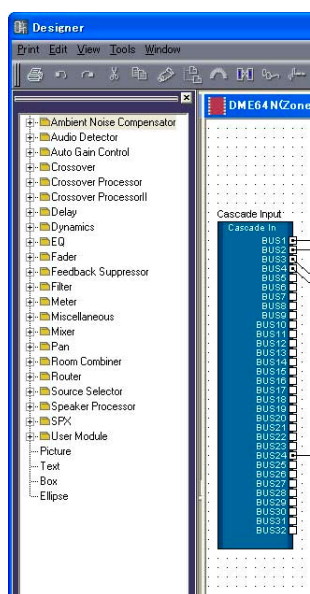 Designer
Print Edit View Tools Window
DME64N(Zone
Ambient Noise Compensator
Audio Detector
Auto Gain Control
Crossover
Crossover Processor
Crossover ProcessorII
Delay
Dynamics
EQ
Fader
Feedback Suppressor
Filter
Meter
Miscellaneous
Mixer
Pan
Room Combiner
Router
Source Selector
Speaker Processor
SPX
User Module
Picture
Text
Box
Ellipse
Cascade Input
Cascade In
BUS1
BUS2
BUS3
BUS4
BUS5
BUS6
BUS7
BUS8
BUS9
BUS10
BUS11
BUS12
BUS13
BUS14
BUS15
BUS16
BUS17
BUS18
BUS19
BUS20
BUS21
BUS22
BUS23
BUS24
BUS25
BUS26
BUS27
BUS28
BUS29
BUS30
BUS31
BUS32